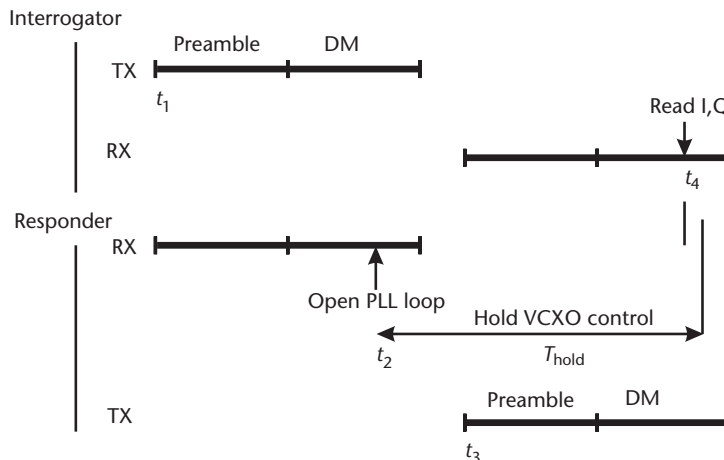 Interrogator
Preamble DM
TX
t1
Read I,Q
RX
t4
Responder
RX
Open PLL loop
Hold VCXO control
t2
Thold
Preamble DM
TX
t3